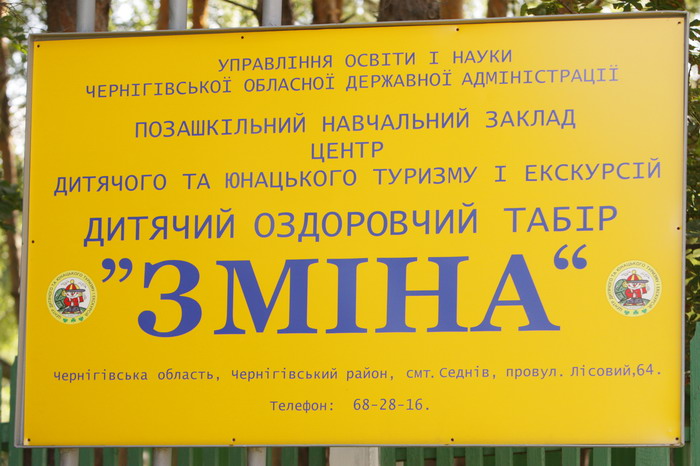 УПРАВЛІННЯ ОСВІТИ І НАУКИ
ЧЕРНІГІВСЬКОЇ ОБЛАСНОЇ ДЕРЖАВНОЇ АДМІНІСТРАЦІЇ
ПОЗАШКІЛЬНИЙ НАВЧАЛЬНИЙ ЗАКЛАД
ЦЕНТР
ДИТЯЧОГО ТА ЮНАЦЬКОГО ТУРИЗМУ І ЕКСКУРСІЙ
ДИТЯЧИЙ ОЗДОРОВЧИЙ ТАБІР
”ЗМІНА“
Чернігівська область, Чернігівський район, смт. Седнів, провул. Лісовий,64.
Телефон: 68-28-16.